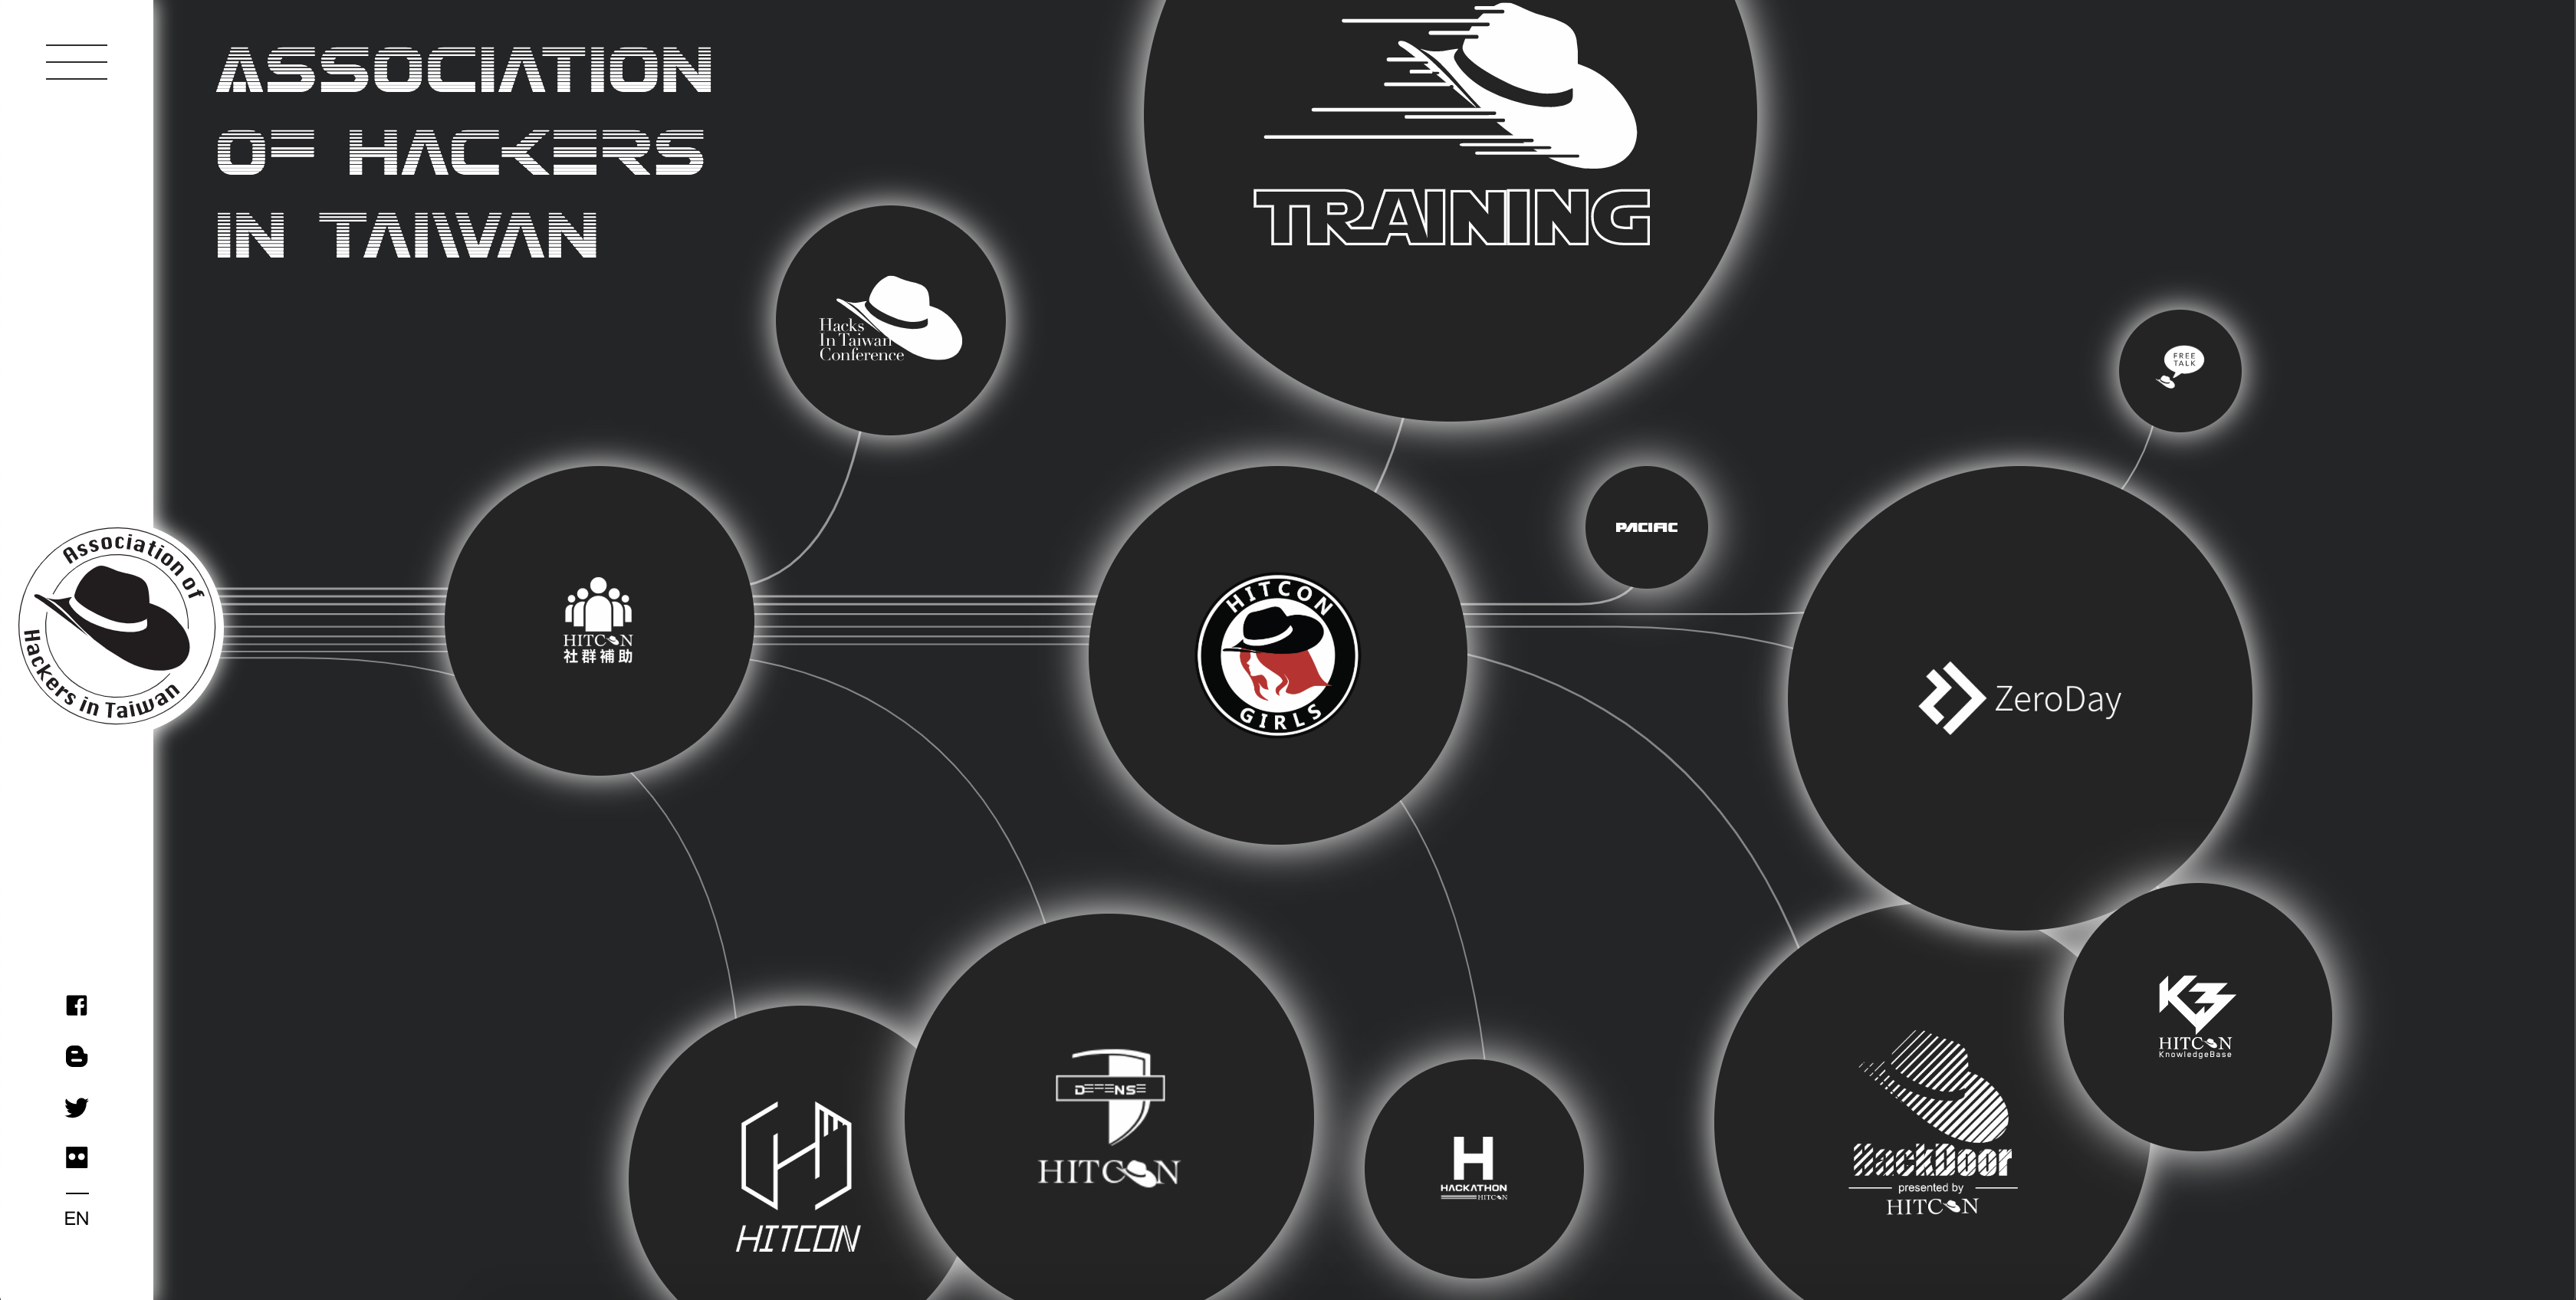 ASSOCIATION
OF HACKERS
IN TAIWAN
TRAINING
Hacks
In Taiwan
Conference
FREE
TALK
PACIFIC
Association of
Hackers in Taiwan
HITCON
社群補助
HITCON
GIRLS
ZeroDay
K
HITCON
KnowledgeBase
DEFENSE
HITCON
HITCON
H
HACKATHON
HITCON
HackDoor
presented by
HITCON
EN